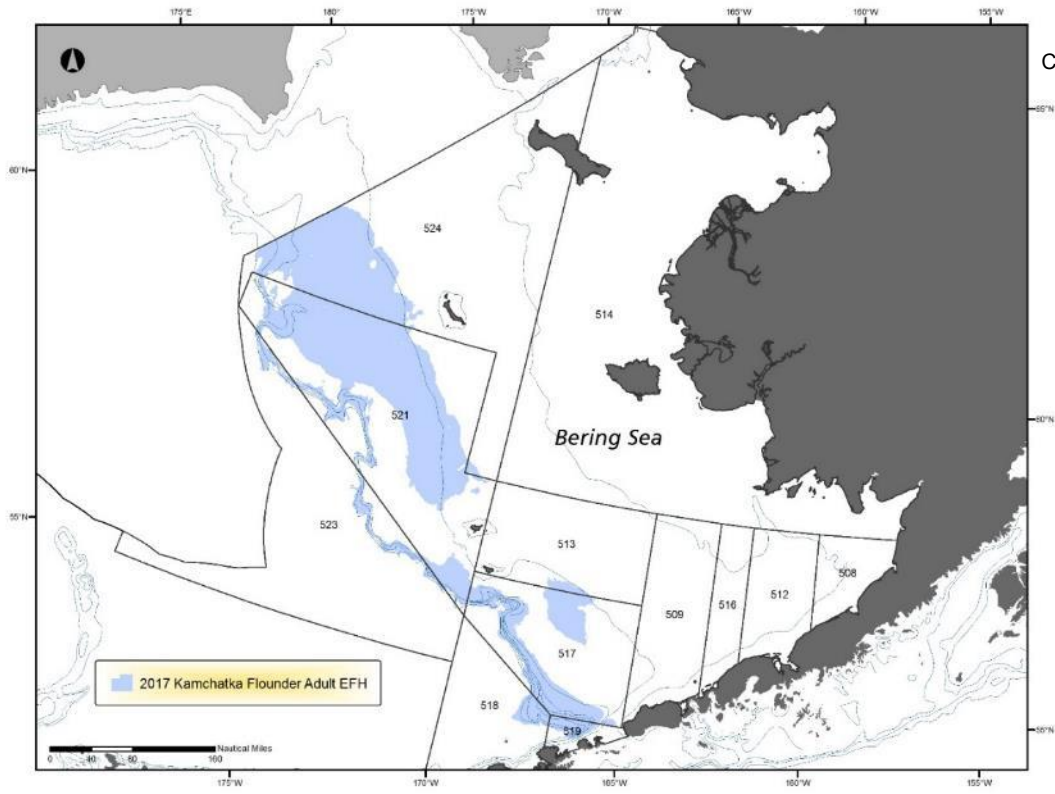 175°E 180° 175°W 170°W 165°W 160°W 155°W
C
65°N
60°N
524
514
521
60°N
Bering Sea
55°N
523
513
508
509 516 512
517
2017 Kamchatka Flounder Adult EFH
518
519
55°N
Nautical Miles
0 40 80 160
175°W 170°W 165°W 160°W 155°W